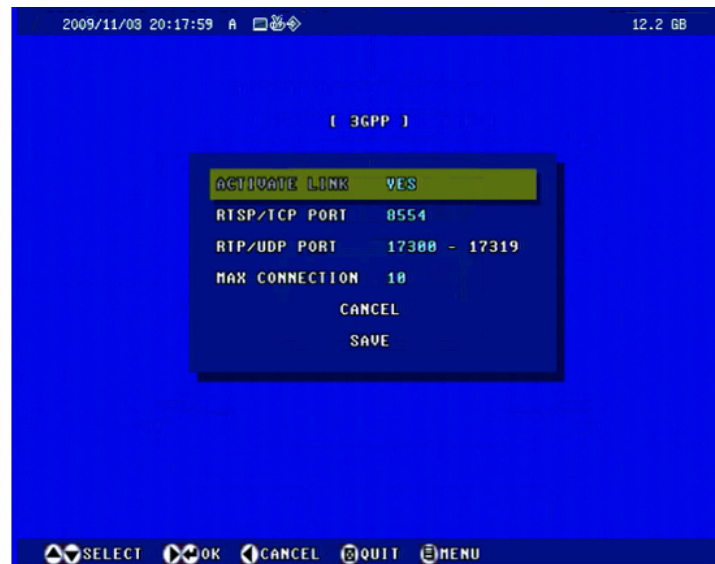 2009/11/03 20:17:59 A 12.2 GB
[ 3GPP ]
ACTIVATE LINK YES
RTSP/TCP PORT 8554
RTP/UDP PORT 17300 - 17319
MAX CONNECTION 10
CANCEL
SAVE
SELECT OK CANCEL QUIT MENU